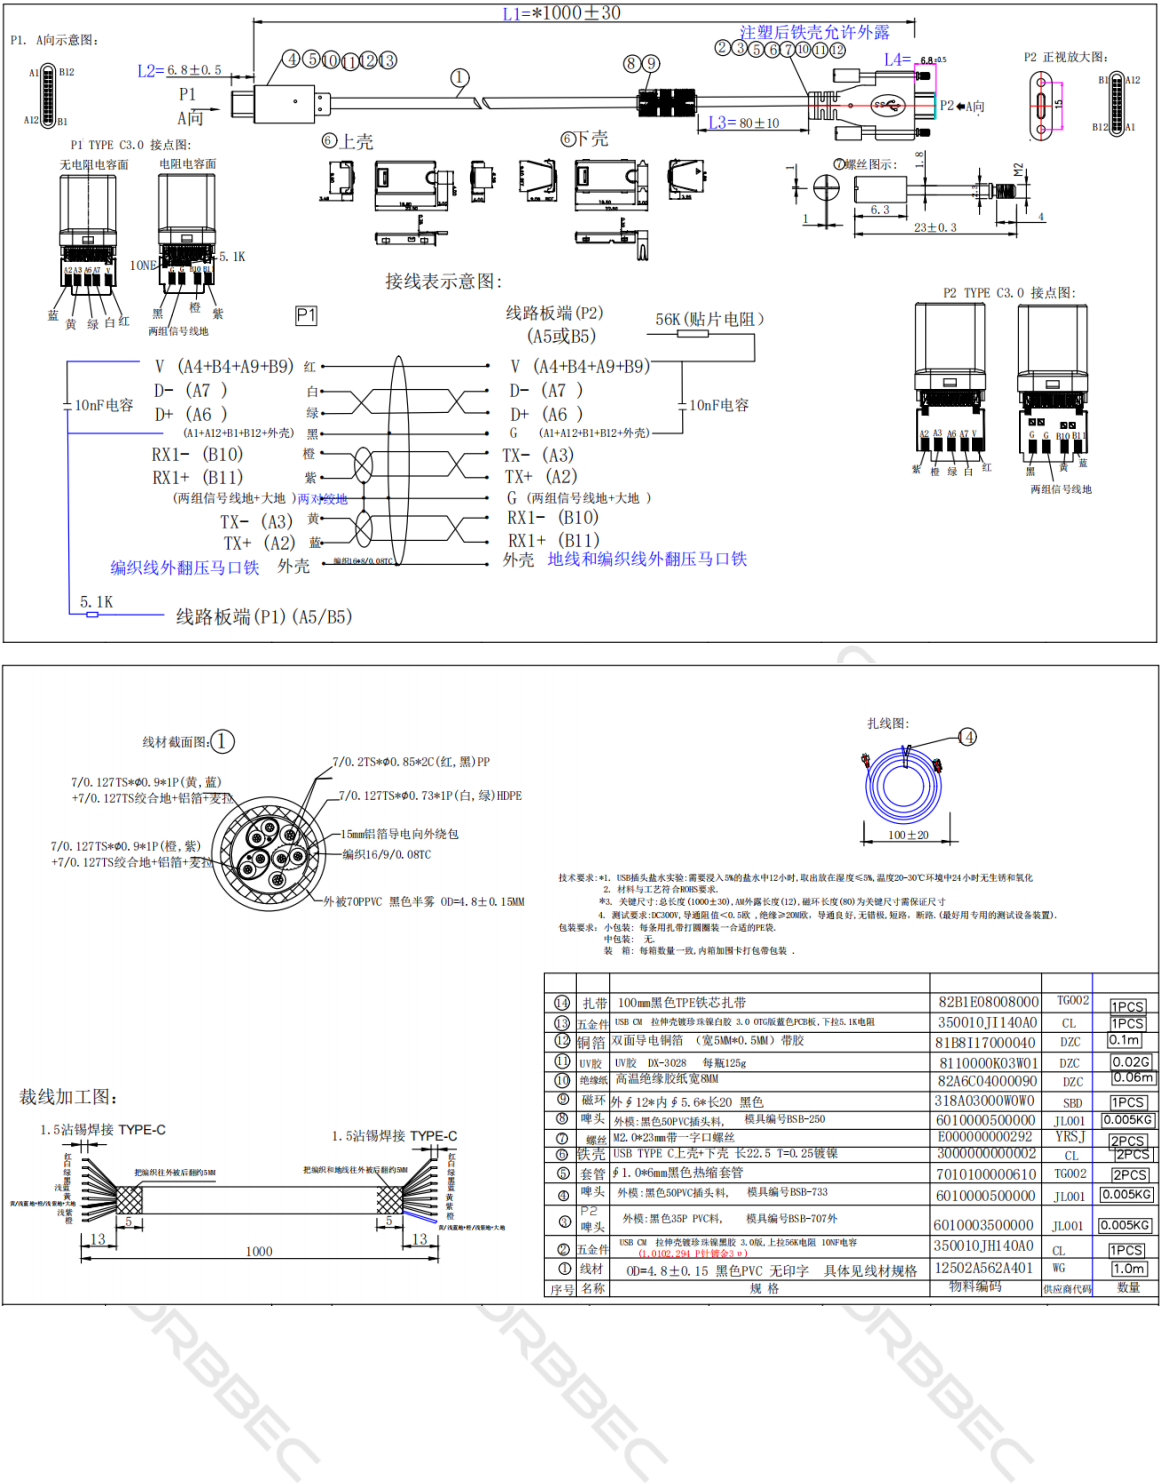 L1=*1000±30
P1. A向示意图:
注塑后铁壳允许外露
④ ⑤⑩⑪⑫⑬
②③⑤⑥⑦⑩⑪⑫
A1 B12
A12 B1
L2= 6.8±0.5
P1
A向
①
⑧⑨
L4= 6.8±0.5
P2 A向
L3= 80±10
P2 正视放大图:
B1 A12
15
B12 A1
P1 TYPE C3.0 接点图:
无电阻电容面 电阻电容面
⑥上壳
⑥下壳
⑦螺丝图示:
1
1
1.8
M2
6.3
4
23±0.3
10NF
5.1K
A2 A3 A6 A7 V
G G B10 B1
蓝 黄 绿 白 红
黑 橙 紫
两组信号线地
接线表示意图:
P1
线路板端(P2)
(A5或B5)
56K(贴片电阻)
P2 TYPE C3.0 接点图:
V (A4+B4+A9+B9) 红
V (A4+B4+A9+B9)
D- (A7 ) 白
D- (A7 )
10nF电容
D+ (A6 ) 绿
D+ (A6 )
10nF电容
(A1+A12+B1+B12+外壳) 黑
G (A1+A12+B1+B12+外壳)
RX1- (B10) 橙
TX- (A3)
RX1+ (B11) 紫
TX+ (A2)
(两组信号线地+大地 )两对绞地
G (两组信号线地+大地 )
TX- (A3) 黄
RX1- (B10)
TX+ (A2) 蓝
RX1+ (B11)
编织线外翻压马口铁 外壳
编织16*8/0.08TC
外壳 地线和编织线外翻压马口铁
5.1K
线路板端(P1)(A5/B5)
A2 A3 A6 A7 V
G G B10 B11
紫 橙 绿 白 红
黑 黄 蓝
两组信号线地
线材截面图: ①
7/0.2TS*Φ0.85*2C(红,黑)PP
7/0.127TS*Φ0.9*1P(黄,蓝)
+7/0.127TS绞合地+铝箔+麦拉
7/0.127TS*Φ0.73*1P(白,绿)HDPE
15mm铝箔导电向外绕包
7/0.127TS*Φ0.9*1P(橙,紫)
+7/0.127TS绞合地+铝箔+麦拉
编织16/9/0.08TC
外被70PPVC 黑色半雾 OD=4.8±0.15MM
扎线图:
⑭
100±20
技术要求:*1. USB插头盐水实验:需要浸入5%的盐水中12小时,取出放在湿度≤5%,温度20-30℃环境中24小时无生锈和氧化
2. 材料与工艺符合ROHS要求.
*3. 关键尺寸:总长度(1000±30),AM外露长度(12),磁环长度(80)为关键尺寸需保证尺寸
4. 测试要求:DC300V,导通阻值<0.5欧 ,绝缘≥20M欧, 导通良好,无错极,短路, 断路.(最好用专用的测试设备装置).
包装要求: 小包装: 每条用扎带打圆圈装一合适的PE袋.
中包装: 无.
装 箱: 每箱数量一致,内箱加围卡打包带包装 .
⑭ 扎带 100mm黑色TPE铁芯扎带 82B1E08008000 TG002 1PCS
⑬ 五金件 USB CM 拉伸壳镀珍珠镍白胶 3.0 OTG版蓝色PCB板,下拉5.1K电阻 350010JI140A0 CL 1PCS
⑫ 铜箔 双面导电铜箔 (宽5MM*0.5MM)带胶 81B8I17000040 DZC 0.1m
⑪ UV胶 UV胶 DX-3028 每瓶125g 8110000K03W01 DZC 0.02G
⑩ 绝缘纸 高温绝缘胶纸宽8MM 82A6C04000090 DZC 0.06m
⑨ 磁环 外∮12*内∮5.6*长20 黑色 318A03000W0W0 SBD 1PCS
⑧ 啤头 外模:黑色50PVC插头料, 模具编号BSB-250 6010000500000 JL001 0.005KG
⑦ 螺丝 M2.0*23mm带一字口螺丝 E000000000292 YRSJ 2PCS
⑥ 铁壳 USB TYPE C上壳+下壳 长22.5 T=0.25镀镍 3000000000002 CL 2PCS
⑤ 套管 ∮1.0*6mm黑色热缩套管 7010100000610 TG002 2PCS
④ 啤头 外模:黑色50PVC插头料, 模具编号BSB-733 6010000500000 JL001 0.005KG
③ P2啤头 外模:黑色35P PVC料, 模具编号BSB-707外 6010003500000 JL001 0.005KG
② 五金件 USB CM 拉伸壳镀珍珠镍黑胶 3.0版,上拉56K电阻 10NF电容 350010JH140A0 CL 1PCS
① 线材 OD=4.8±0.15 黑色PVC 无印字 具体见线材规格 12502A562A401 WG 1.0m
序号 名称 规 格 物料编码 供应商代码 数量
裁线加工图:
1.5沾锡焊接 TYPE-C
1.5沾锡焊接 TYPE-C
红
白
绿
黑
浅蓝
黄
浅紫
橙
把编织往外被后翻约5MM
把编织和地线往外被后翻约5MM
红
白
绿
黑
蓝
黄
紫
橙
5
5
13
13
1000
ORBBEC
ORBBEC
ORBBEC